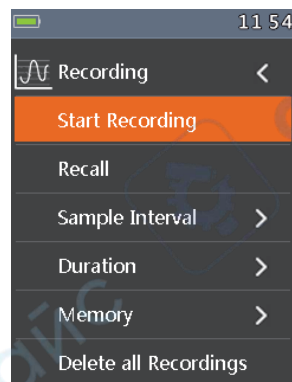 11 54
Recording
Start Recording
Recall
Sample Interval
Duration
Memory
Delete all Recordings